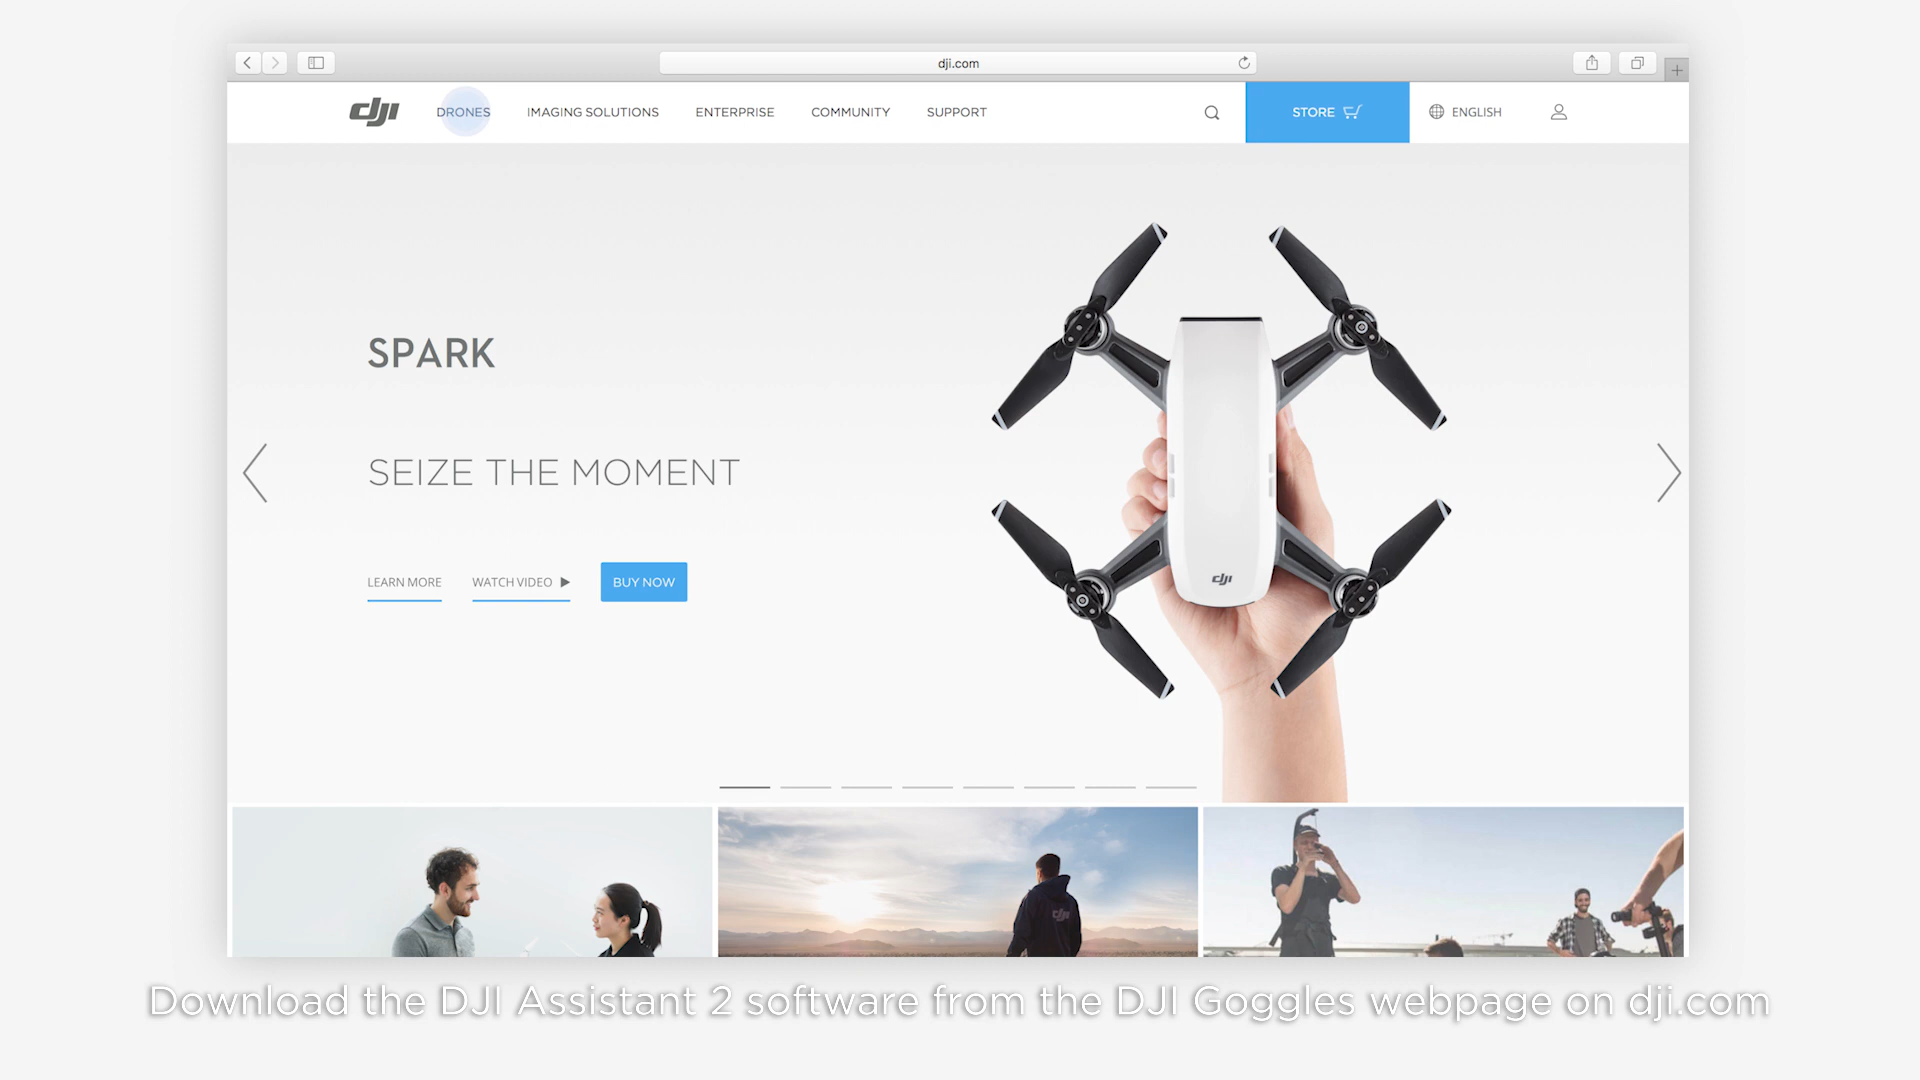 dji.com
dji
DRONES
IMAGING SOLUTIONS
ENTERPRISE
COMMUNITY
SUPPORT
STORE
ENGLISH
SPARK
SEIZE THE MOMENT
LEARN MORE
WATCH VIDEO
BUY NOW
dji
dji
Download the DJI Assistant 2 software from the DJI Goggles webpage on dji.com